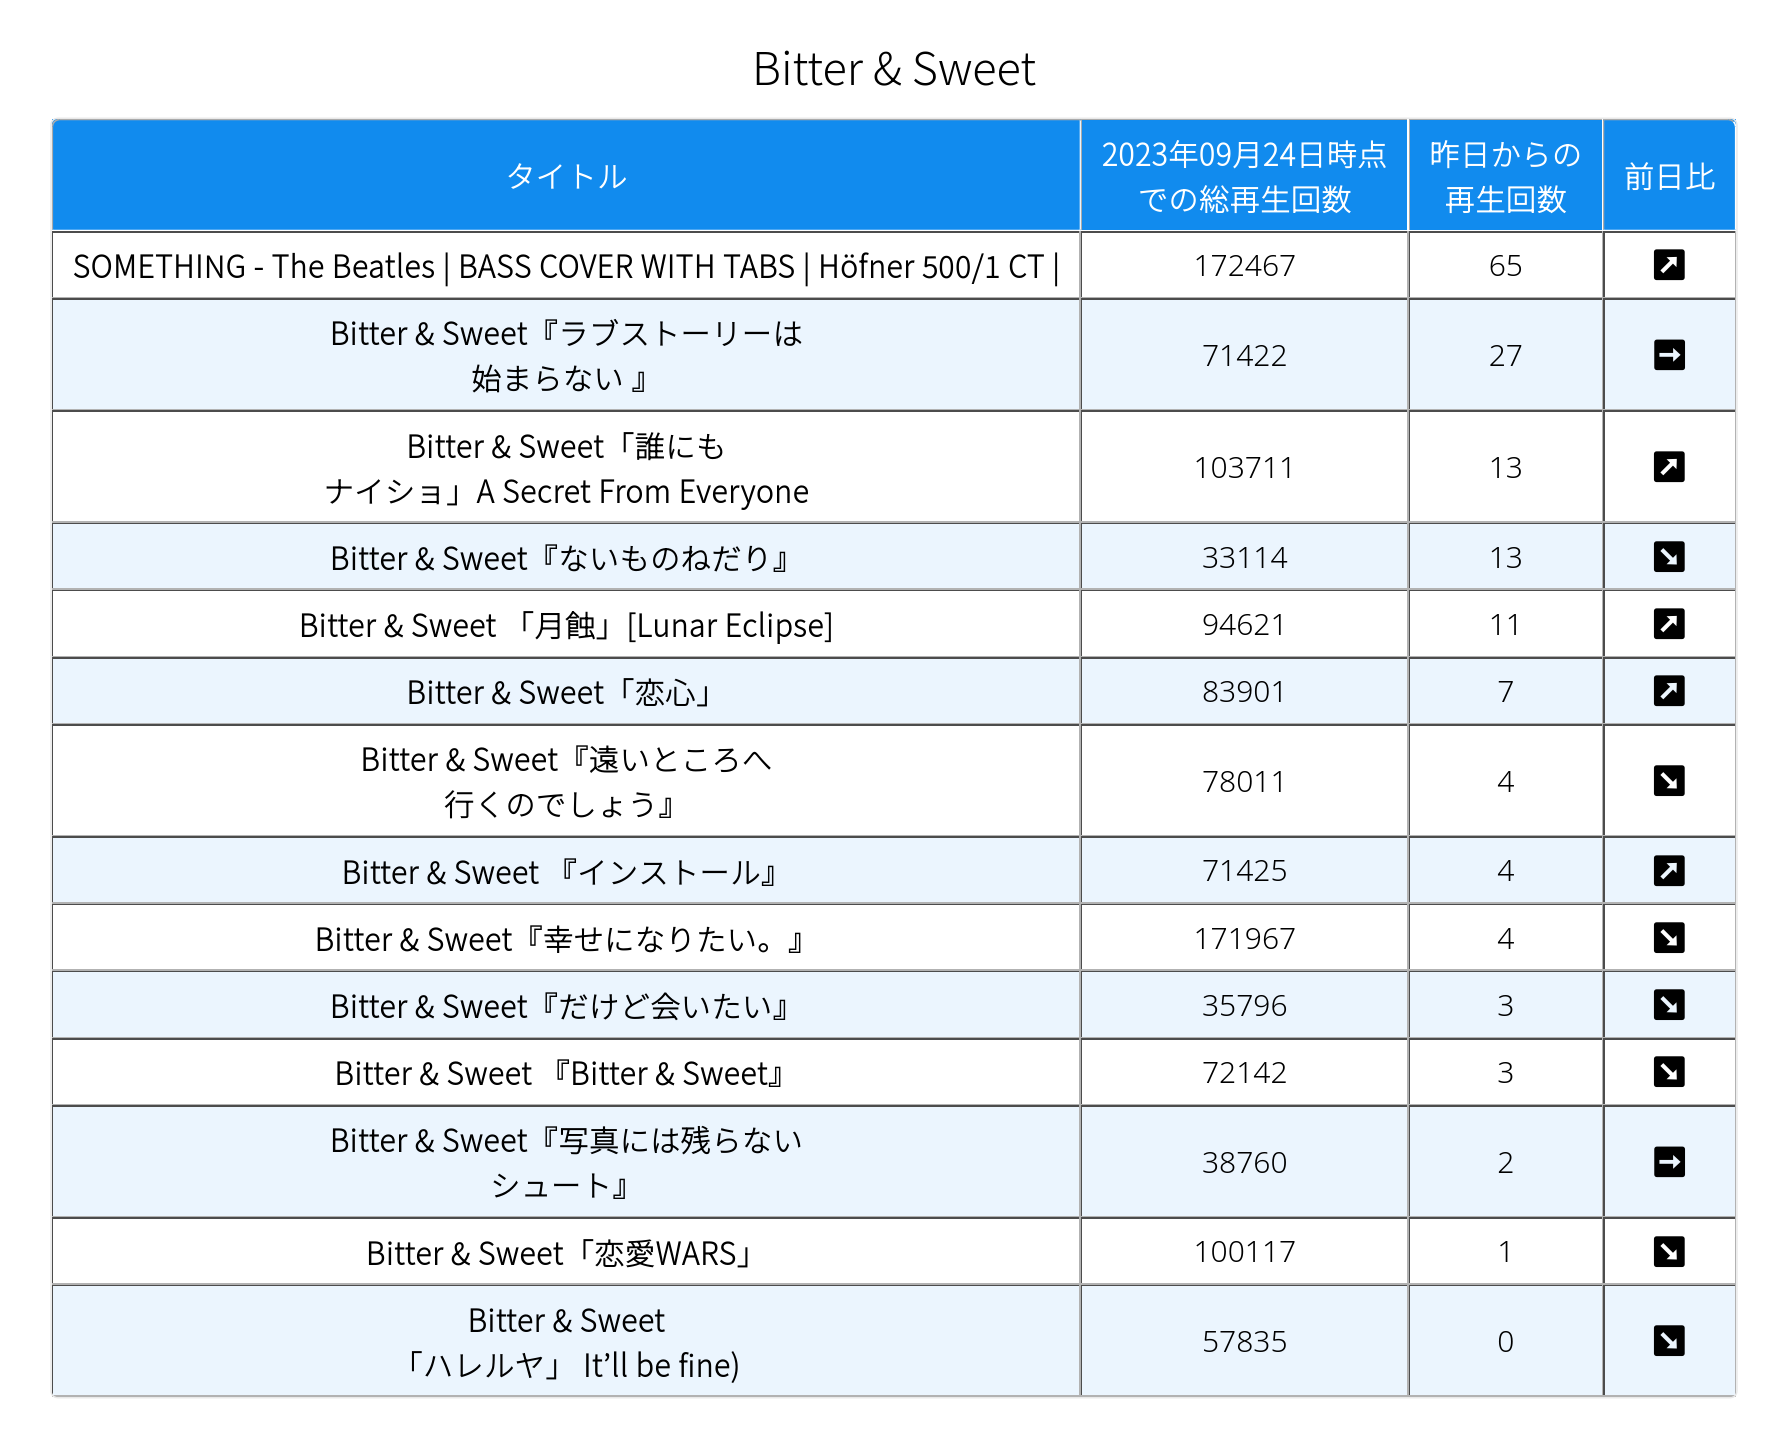 Bitter & Sweet
タイトル
2023年09月24日時点
での総再生回数
昨日からの
再生回数
前日比
SOMETHING - The Beatles | BASS COVER WITH TABS | Höfner 500/1 CT |
172467
65
Bitter & Sweet『ラブストーリーは
始まらない 』
71422
27
Bitter & Sweet「誰にも
ナイショ」A Secret From Everyone
103711
13
Bitter & Sweet『ないものねだり』
33114
13
Bitter & Sweet 「月蝕」[Lunar Eclipse]
94621
11
Bitter & Sweet「恋心」
83901
7
Bitter & Sweet『遠いところへ
行くのでしょう』
78011
4
Bitter & Sweet 『インストール』
71425
4
Bitter & Sweet『幸せになりたい。』
171967
4
Bitter & Sweet『だけど会いたい』
35796
3
Bitter & Sweet 『Bitter & Sweet』
72142
3
Bitter & Sweet『写真には残らない
シュート』
38760
2
Bitter & Sweet「恋愛WARS」
100117
1
Bitter & Sweet
「ハレルヤ」 It’ll be fine)
57835
0